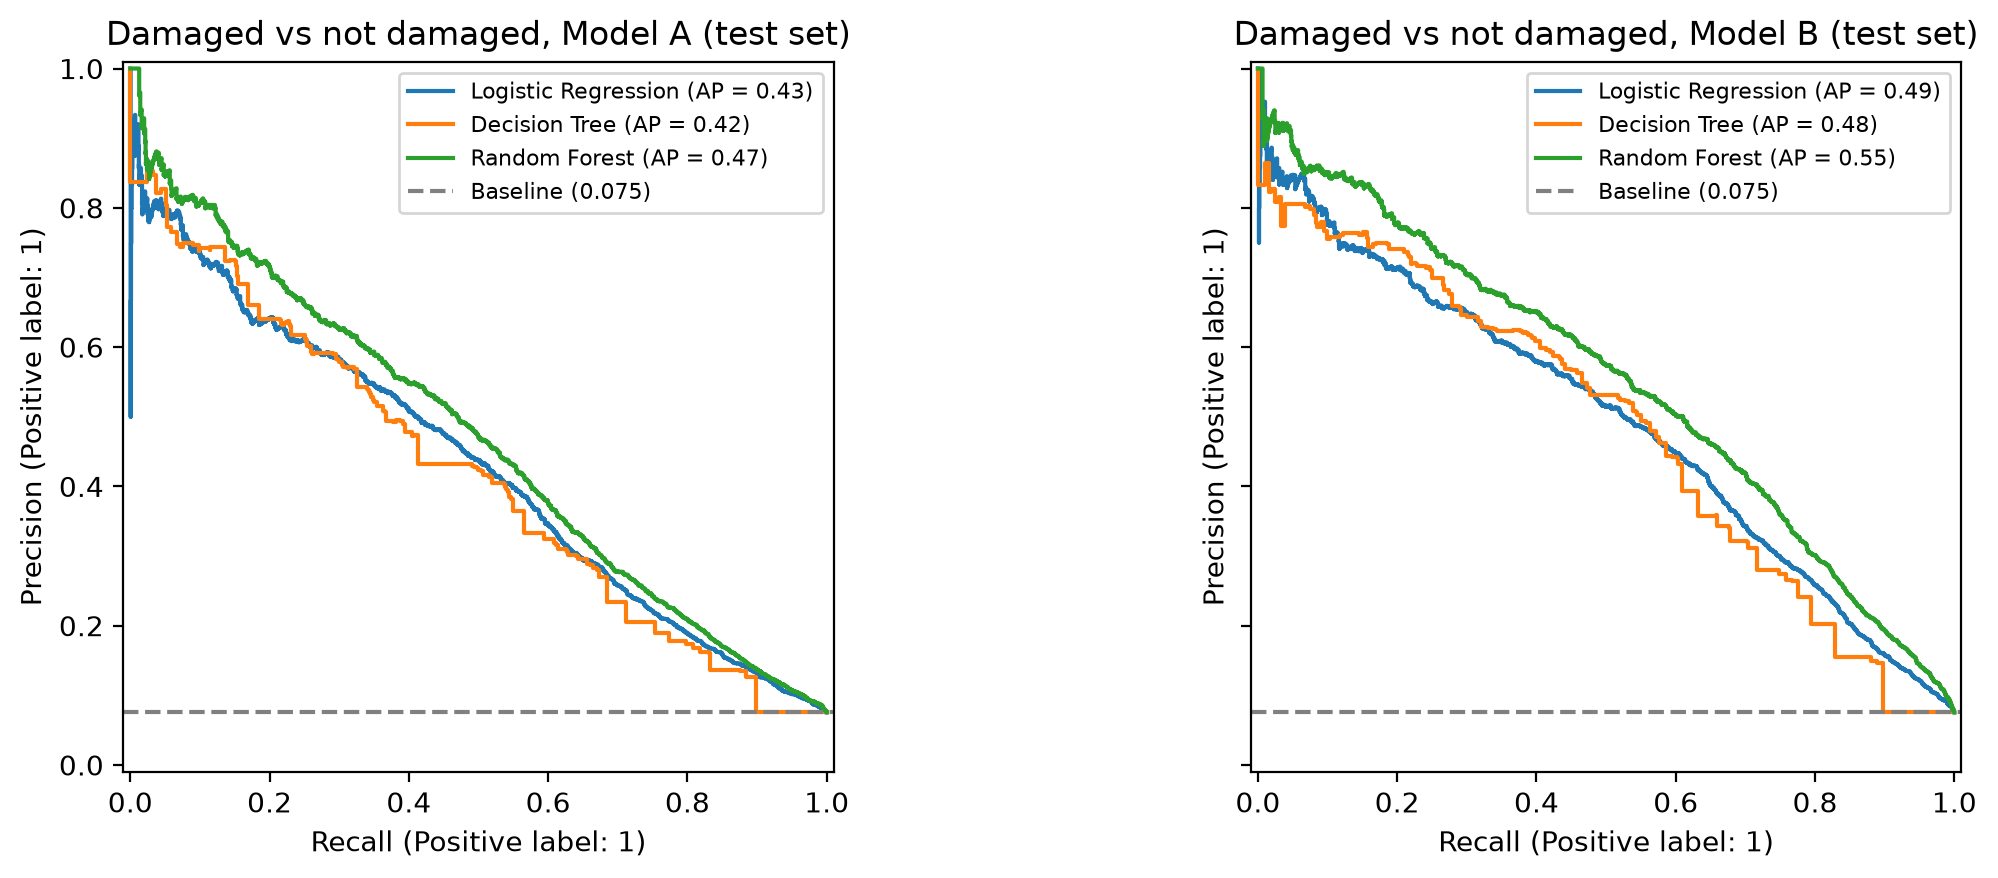 Damaged vs not damaged, Model A (test set)
Logistic Regression (AP = 0.43)
Decision Tree (AP = 0.42)
Random Forest (AP = 0.47)
Baseline (0.075)
1.0
0.8
0.6
0.4
0.2
0.0
Precision (Positive label: 1)
0.0 0.2 0.4 0.6 0.8 1.0
Recall (Positive label: 1)
Damaged vs not damaged, Model B (test set)
Logistic Regression (AP = 0.49)
Decision Tree (AP = 0.48)
Random Forest (AP = 0.55)
Baseline (0.075)
Precision (Positive label: 1)
0.0 0.2 0.4 0.6 0.8 1.0
Recall (Positive label: 1)